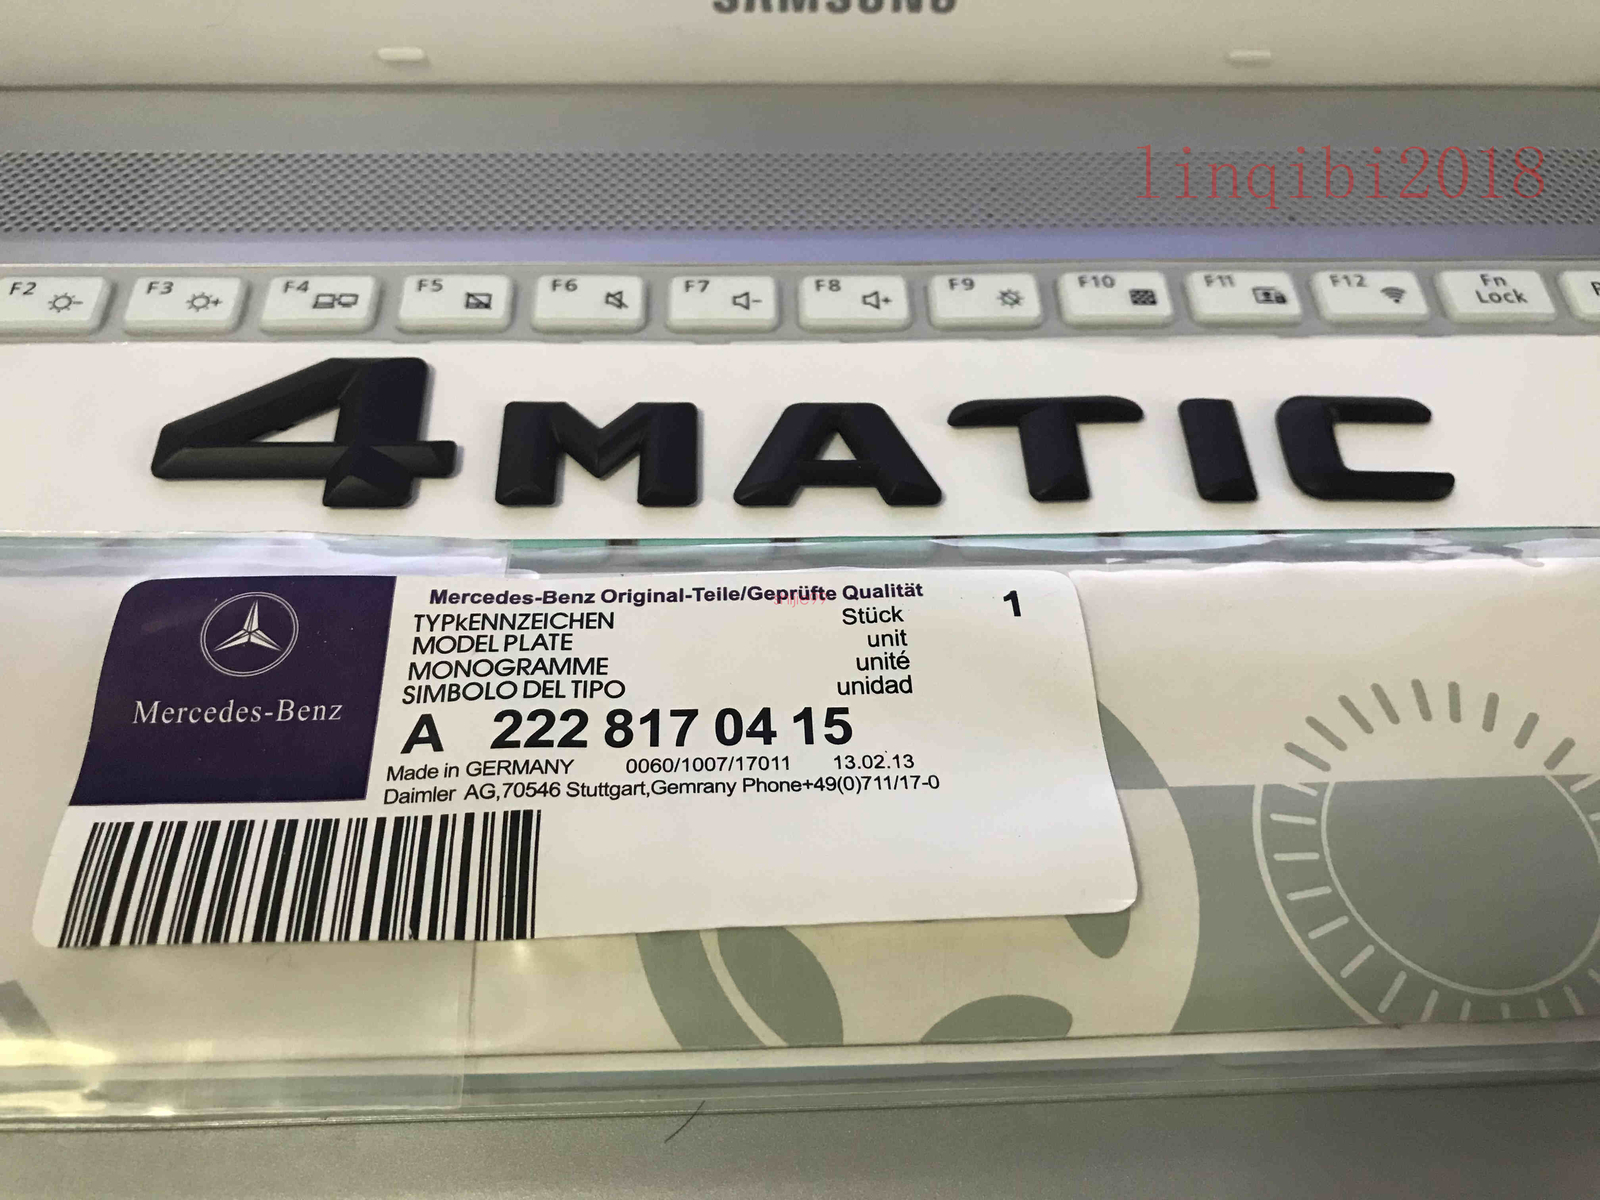 SAMSUNG
linqibi2018
F2
F3
F4
F5
F6
F7
F8
F9
F10
F11
F12
Fn
Lock
4MATIC
Mercedes-Benz
Mercedes-Benz Original-Teile/Geprüfte Qualität
1
TYPkENNZEICHEN Stück
MODEL PLATE unit
MONOGRAMME unité
SIMBOLO DEL TIPO unidad
A 222 817 04 15
Made in GERMANY 0060/1007/17011 13.02.13
Daimler AG,70546 Stuttgart,Gemrany Phone+49(0)711/17-0